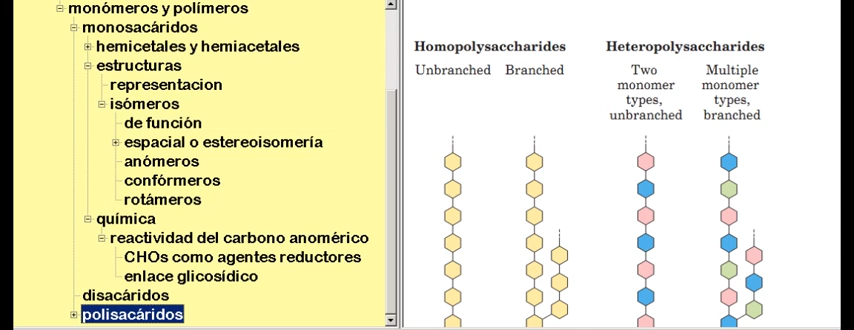 monómeros y polímeros
monosacáridos
hemicetales y hemiacetales
estructuras
representacion
isómeros
de función
espacial o estereoisomería
anómeros
confórmeros
rotámeros
química
reactividad del carbono anomérico
CHOs como agentes reductores
enlace glicosídico
disacáridos
polisacáridos
Homopolysaccharides
Unbranched Branched
Heteropolysaccharides
Two
monomer
types,
unbranched
Multiple
monomer
types,
branched